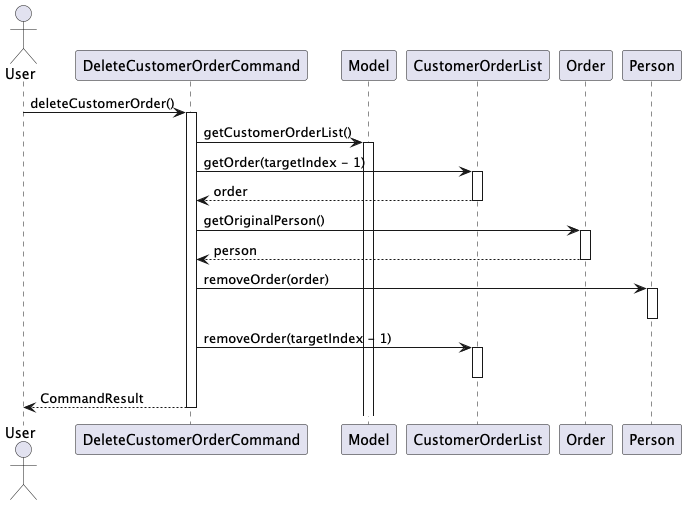 User
DeleteCustomerOrderCommand
Model
CustomerOrderList
Order
Person
deleteCustomerOrder()
getCustomerOrderList()
getOrder(targetIndex - 1)
order
getOriginalPerson()
person
removeOrder(order)
removeOrder(targetIndex - 1)
CommandResult
User
DeleteCustomerOrderCommand
Model
CustomerOrderList
Order
Person